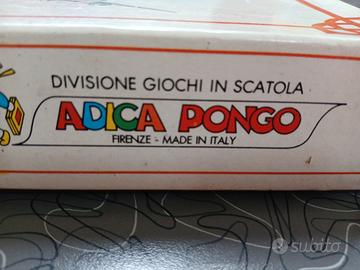 DIVISIONE GIOCHI IN SCATOLA
ADICA PONGO
FIRENZE - MADE IN ITALY
subito